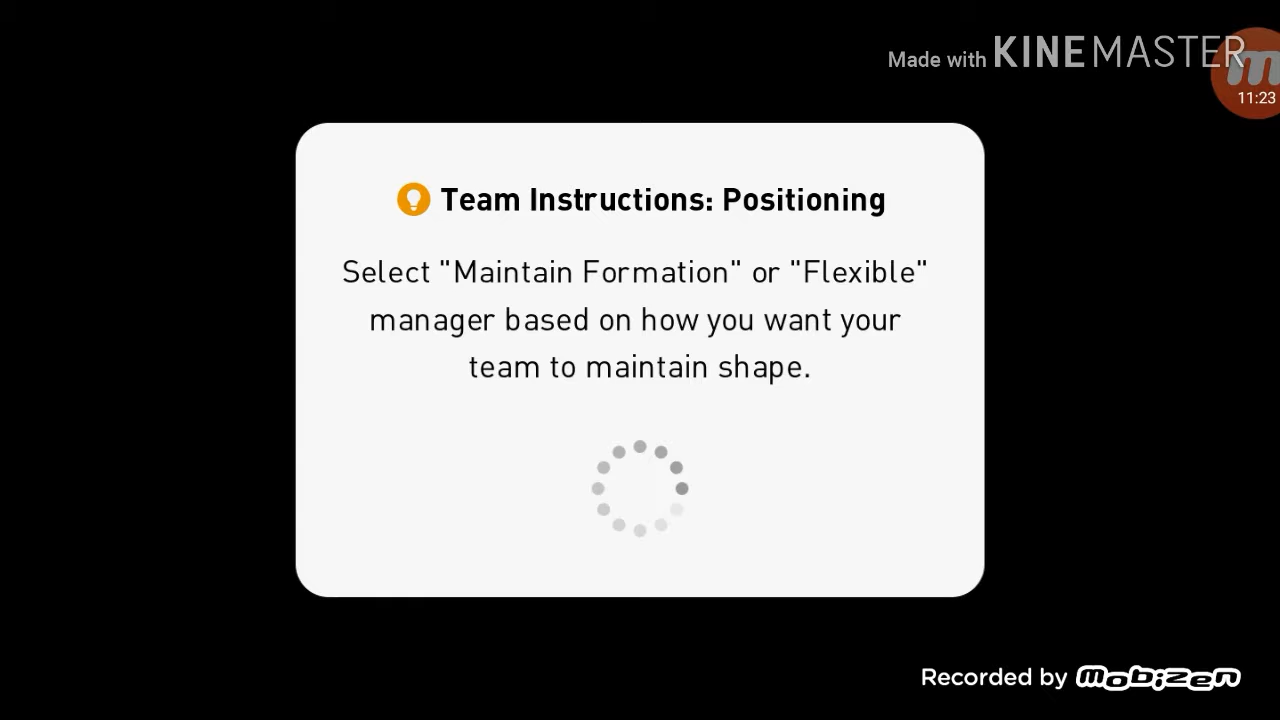 Made with KINEMASTER
11:23
Team Instructions: Positioning
Select "Maintain Formation" or "Flexible"
manager based on how you want your
team to maintain shape.
Recorded by mobizen